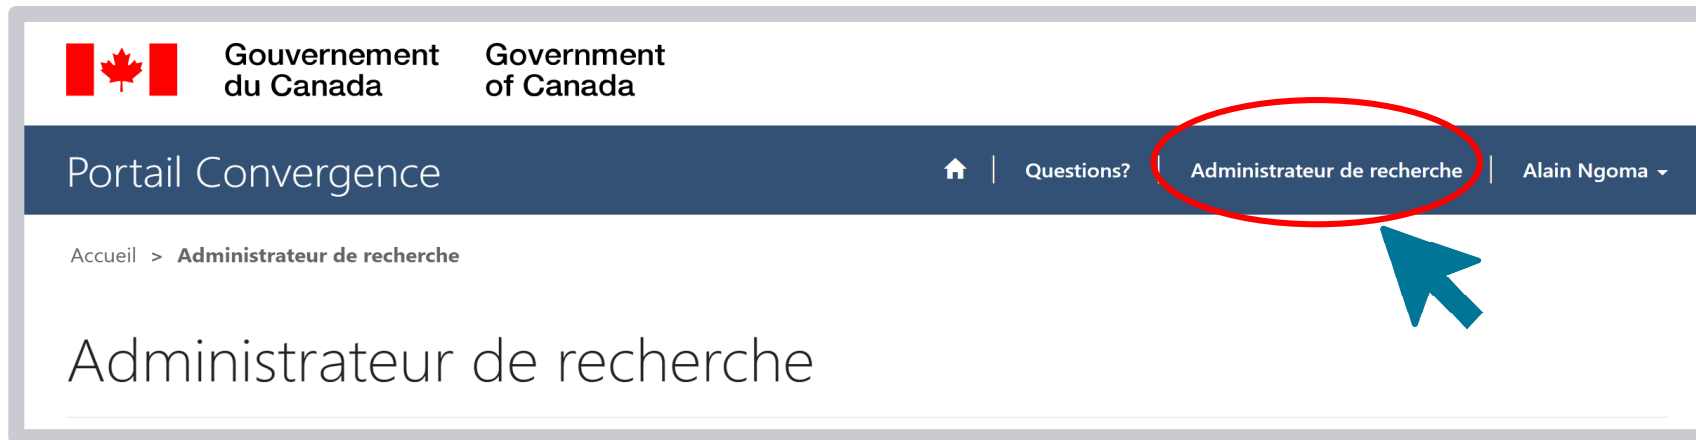 Gouvernement du Canada
Government of Canada
Portail Convergence
Questions?
Administrateur de recherche
Alain Ngoma
Accueil > Administrateur de recherche
Administrateur de recherche